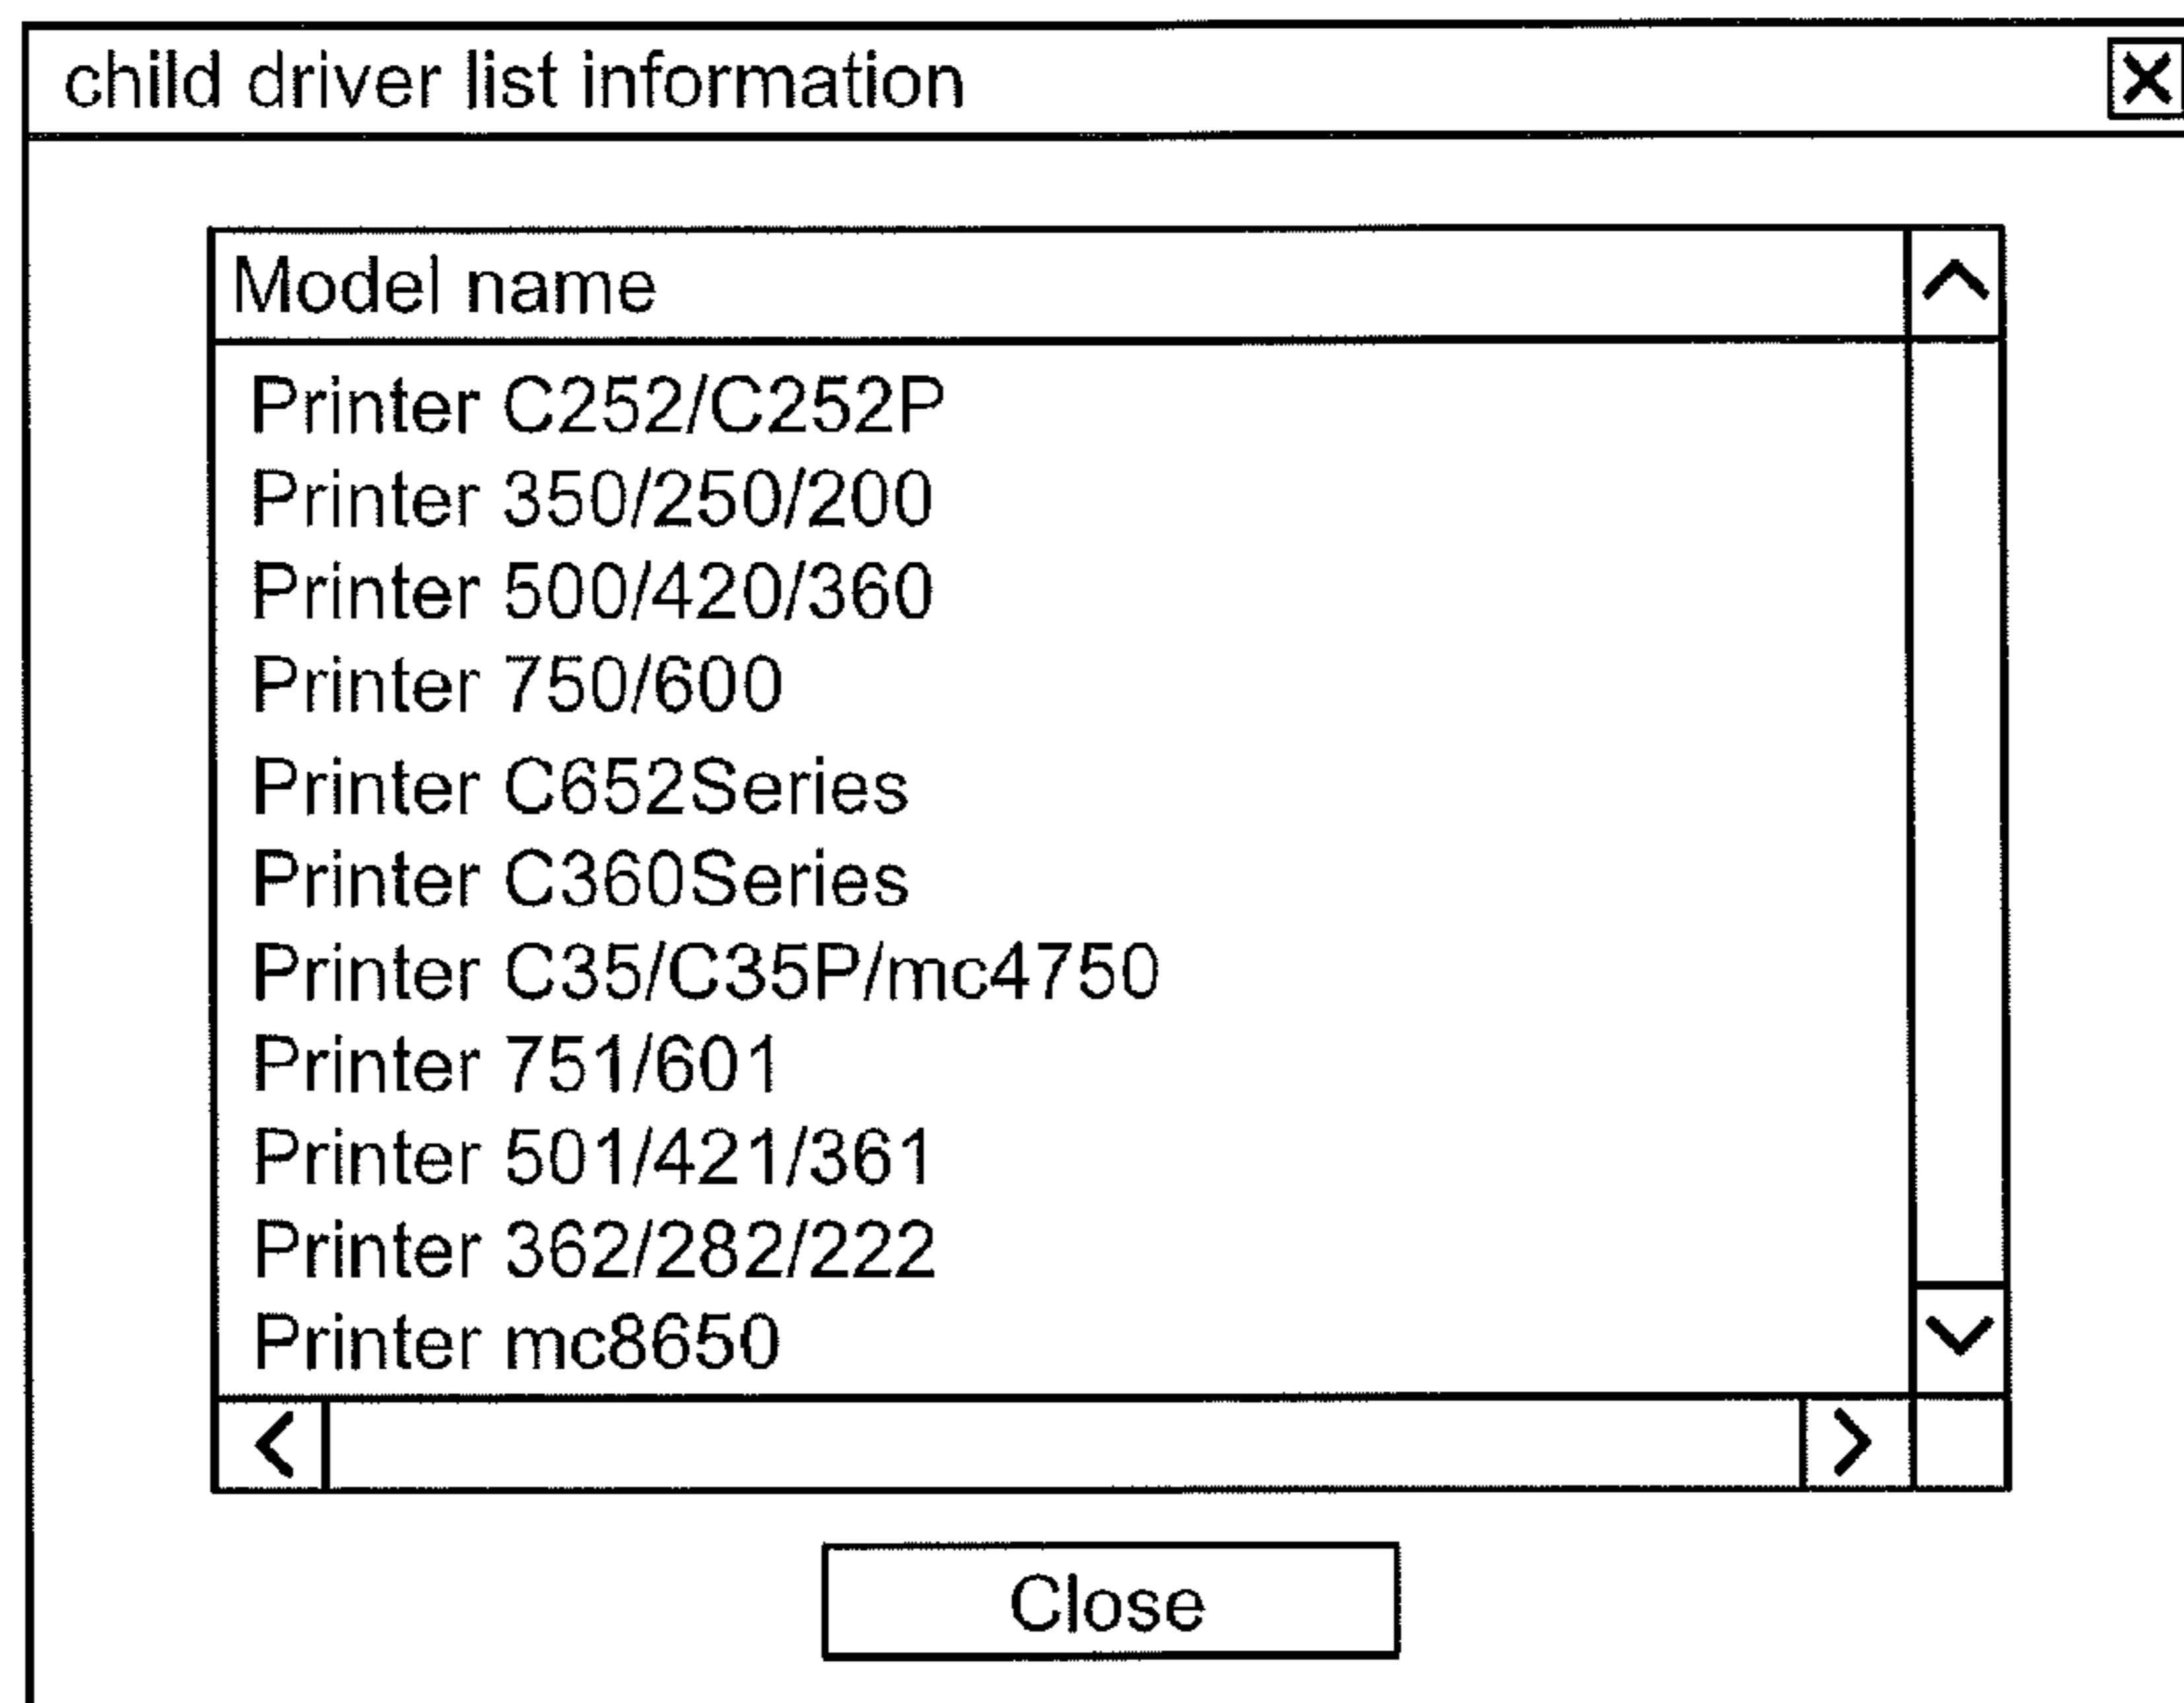 child driver list information
Model name
Printer C252/C252P
Printer 350/250/200
Printer 500/420/360
Printer 750/600
Printer C652Series
Printer C360Series
Printer C35/C35P/mc4750
Printer 751/601
Printer 501/421/361
Printer 362/282/222
Printer mc8650
Close